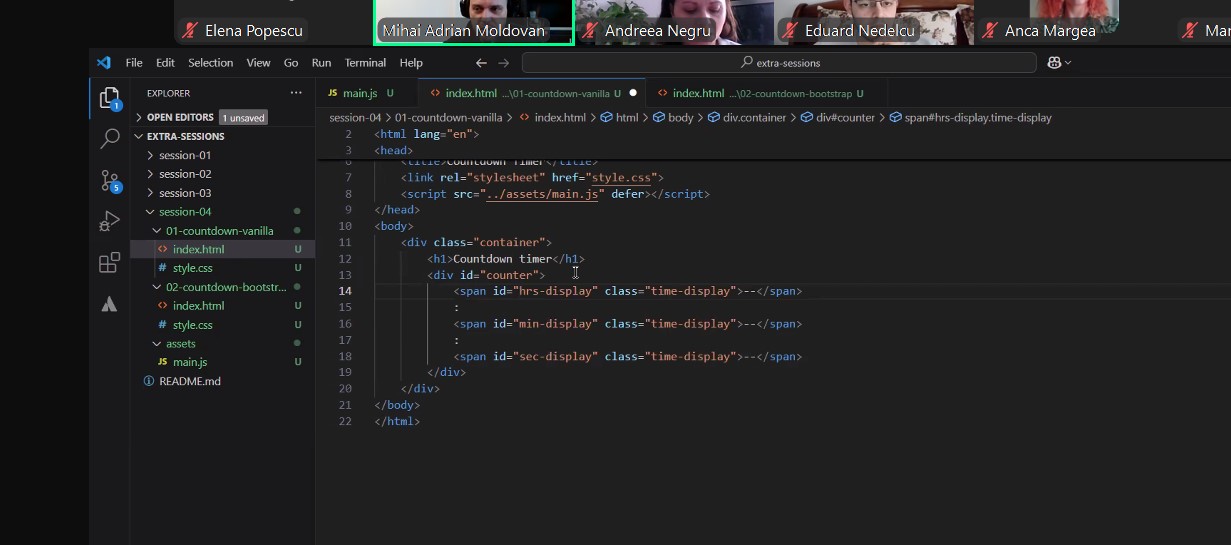 Elena Popescu
Mihai Adrian Moldovan
Andreea Negru
Eduard Nedelcu
Anca Margea
File Edit Selection View Go Run Terminal Help
extra-sessions
EXPLORER
main.js U
index.html ...\01-countdown-vanilla U
index.html ...\02-countdown-bootstrap U
1
OPEN EDITORS 1 unsaved
EXTRA-SESSIONS
session-01
session-02
session-03
session-04
01-countdown-vanilla
index.html U
style.css U
02-countdown-bootstr...
index.html U
style.css U
assets
JS main.js U
README.md
5
session-04 > 01-countdown-vanilla > index.html > html > body > div.container > div#counter > span#hrs-display.time-display
2 <html lang="en">
3 <head>
6 <title>Countdown Timer</title>
7 <link rel="stylesheet" href="style.css">
8 <script src="../assets/main.js" defer></script>
9 </head>
10 <body>
11 <div class="container">
12 <h1>Countdown timer</h1>
13 <div id="counter">
14 <span id="hrs-display" class="time-display">--</span>
15 :
16 <span id="min-display" class="time-display">--</span>
17 :
18 <span id="sec-display" class="time-display">--</span>
19 </div>
20 </div>
21 </body>
22 </html>